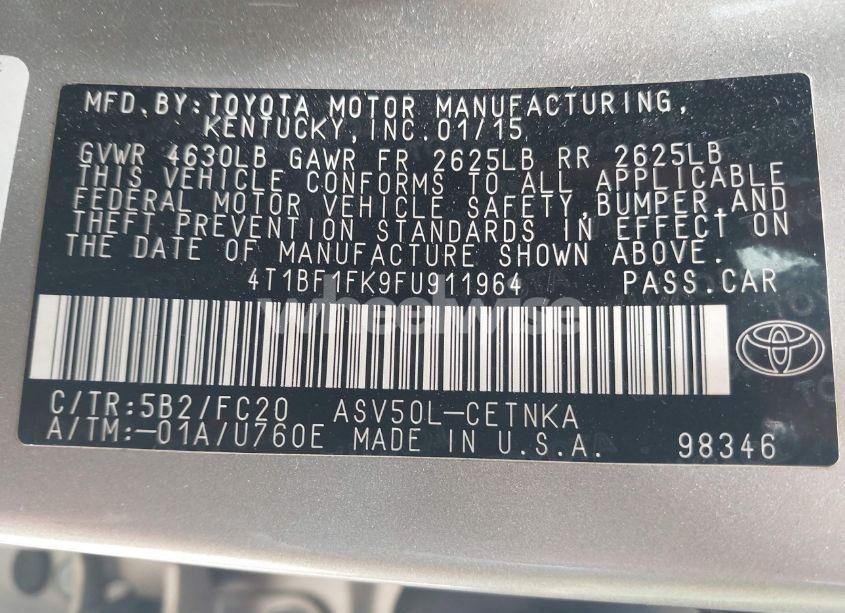 MFD.BY:TOYOTA MOTOR MANUFACTURING,
KENTUCKY,INC.01/15
GVWR 4630LB GAWR FR 2625LB RR 2625LB
THIS VEHICLE CONFORMS TO ALL APPLICABLE
FEDERAL MOTOR VEHICLE SAFETY,BUMPER,AND
THEFT PREVENTION STANDARDS IN EFFECT ON
THE DATE OF MANUFACTURE SHOWN ABOVE.
4T1BF1FK9FU911964 PASS.CAR
wheelwise
C/TR:5B2/FC20 ASV50L-CETNKA
A/TM:-01A/U760E MADE IN U.S.A. 98346